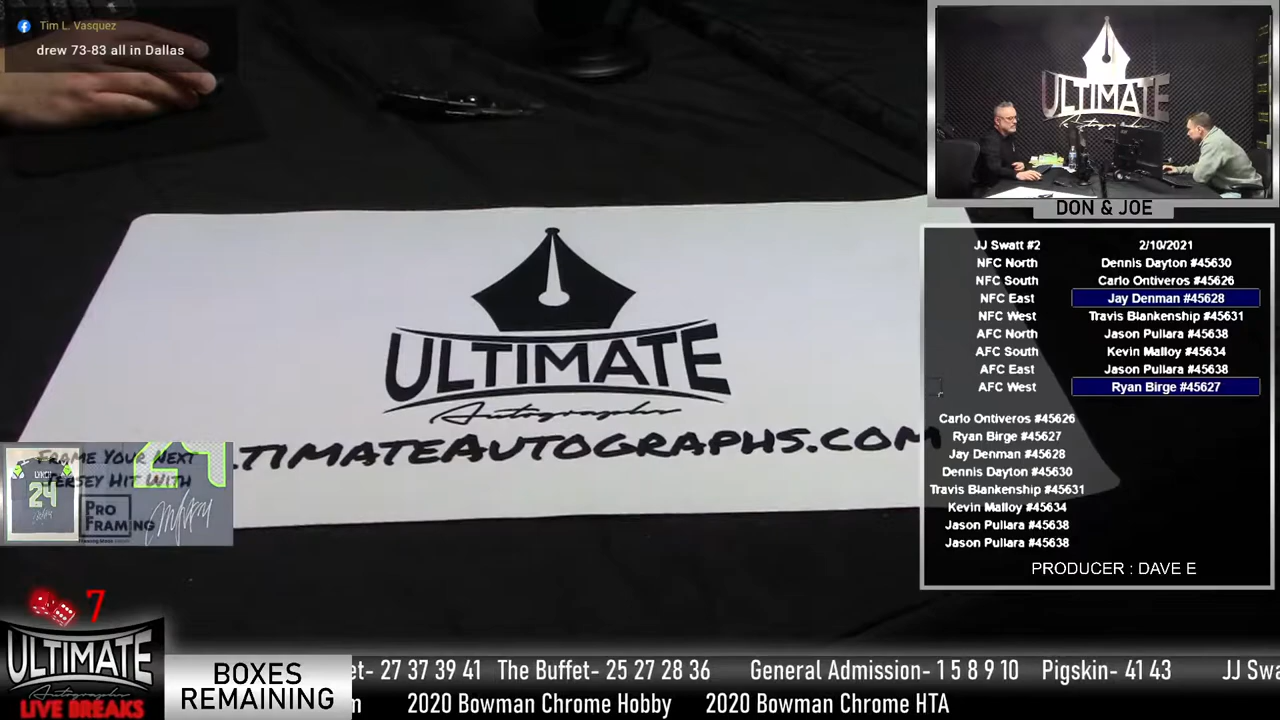 Tim L. Vasquez
drew 73-83 all in Dallas
ULTIMATE
Autographs
DON & JOE
ULTIMATE
Autographs
LTIMATEAUTOGRAPHS.COM
JJ Swatt #2 2/10/2021
NFC North Dennis Dayton #45630
NFC South Carlo Ontiveros #45626
NFC East Jay Denman #45628
NFC West Travis Blankenship #45631
AFC North Jason Pullara #45638
AFC South Kevin Malloy #45634
AFC East Jason Pullara #45638
AFC West Ryan Birge #45627
Carlo Ontiveros #45626
Ryan Birge #45627
Jay Denman #45628
Dennis Dayton #45630
Travis Blankenship #45631
Kevin Malloy #45634
Jason Pullara #45638
Jason Pullara #45638
PRODUCER : DAVE E
FRAME YOUR NEXT
JERSEY HIT WITH
PRO
FRAMING
LYNCH
24
7
ULTIMATE
Autographs
LIVE BREAKS
BOXES
REMAINING
et- 27 37 39 41 The Buffet- 25 27 28 36 General Admission- 1 5 8 9 10 Pigskin- 41 43 JJ Swa
m 2020 Bowman Chrome Hobby 2020 Bowman Chrome HTA